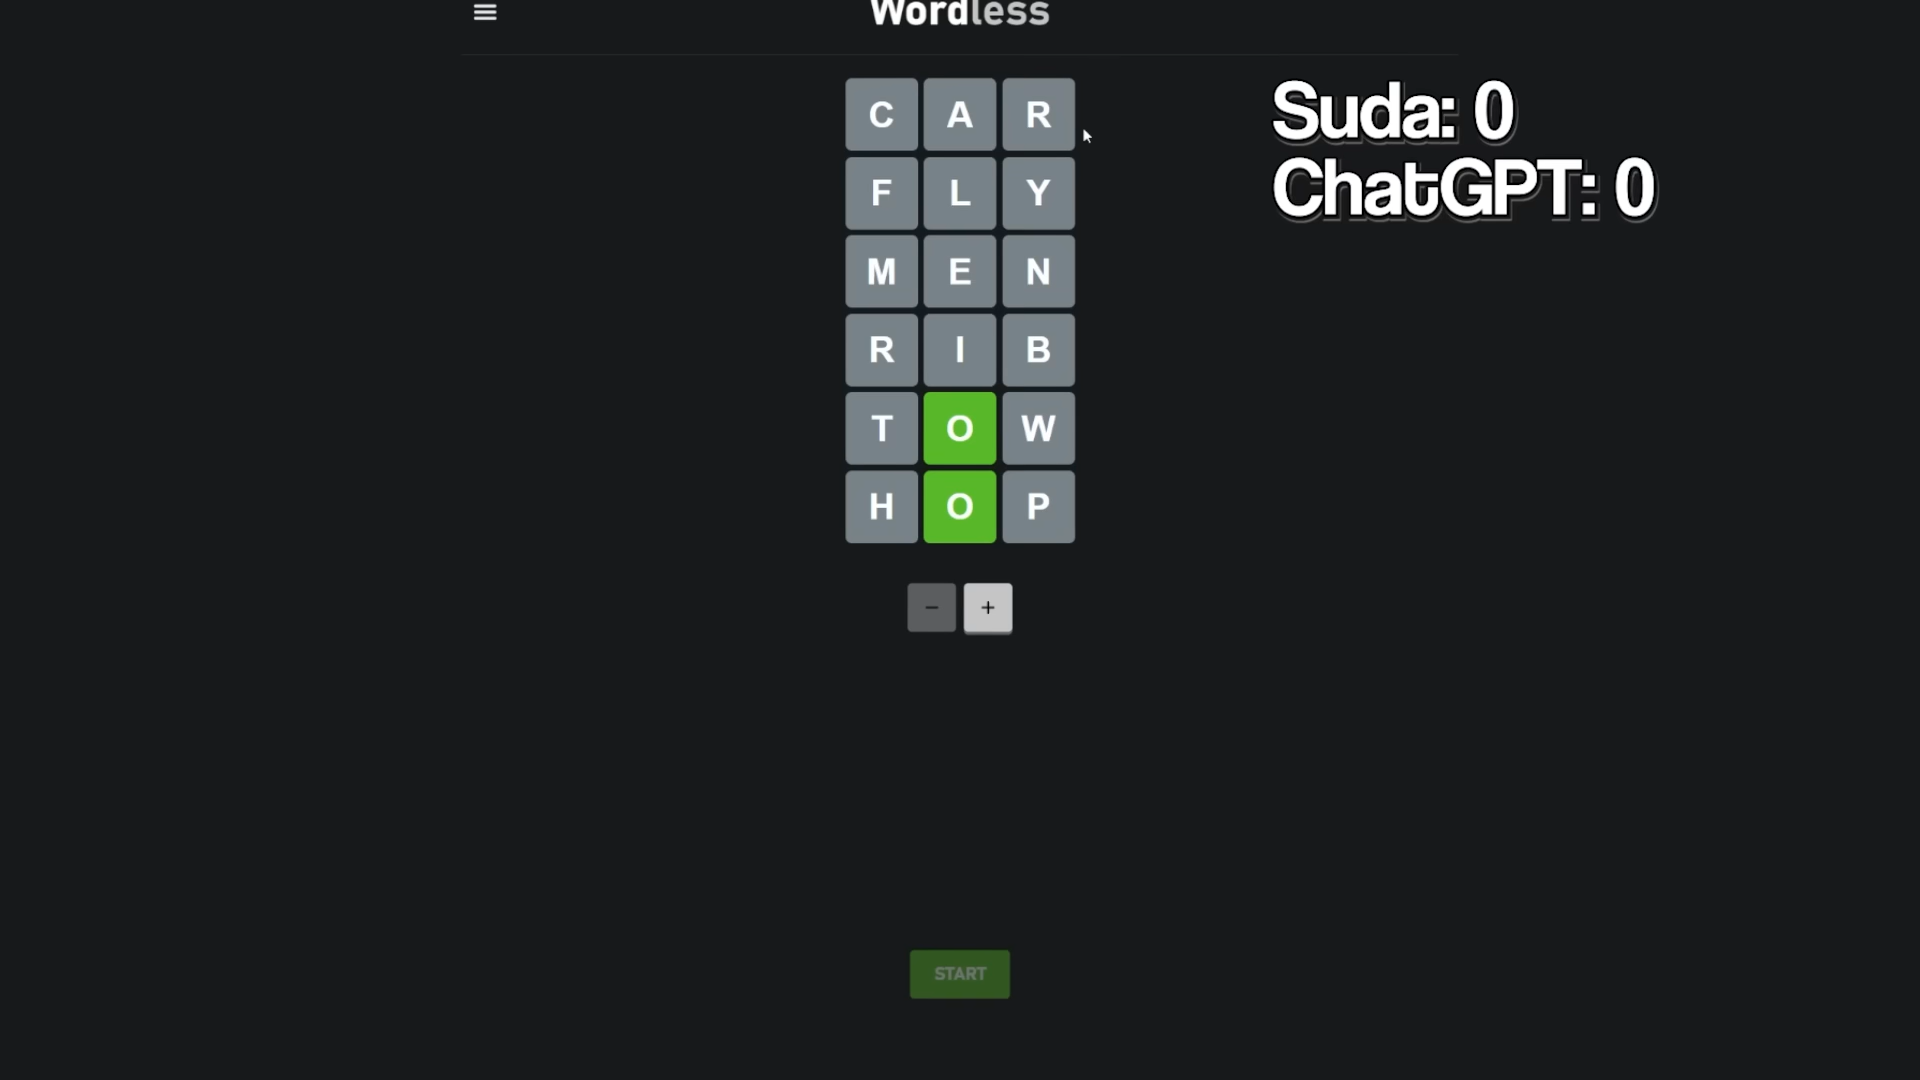 Wordless
C A R
F L Y
M E N
R I B
T O W
H O P
− +
START
Suda: 0
ChatGPT: 0